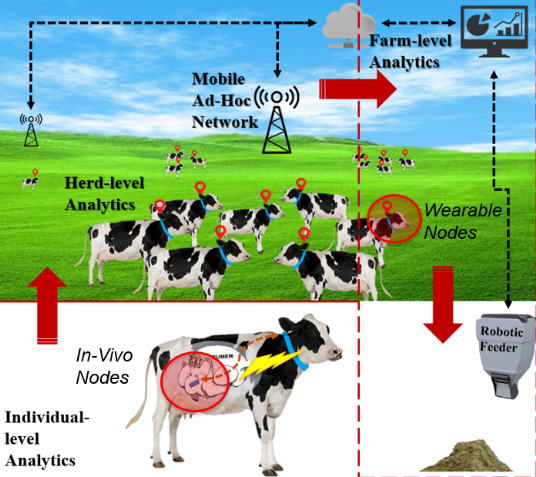 Farm-level
Analytics
Mobile
Ad-Hoc
Network
Herd-level
Analytics
Wearable
Nodes
Robotic
Feeder
In-Vivo
Nodes
Individual-
level
Analytics